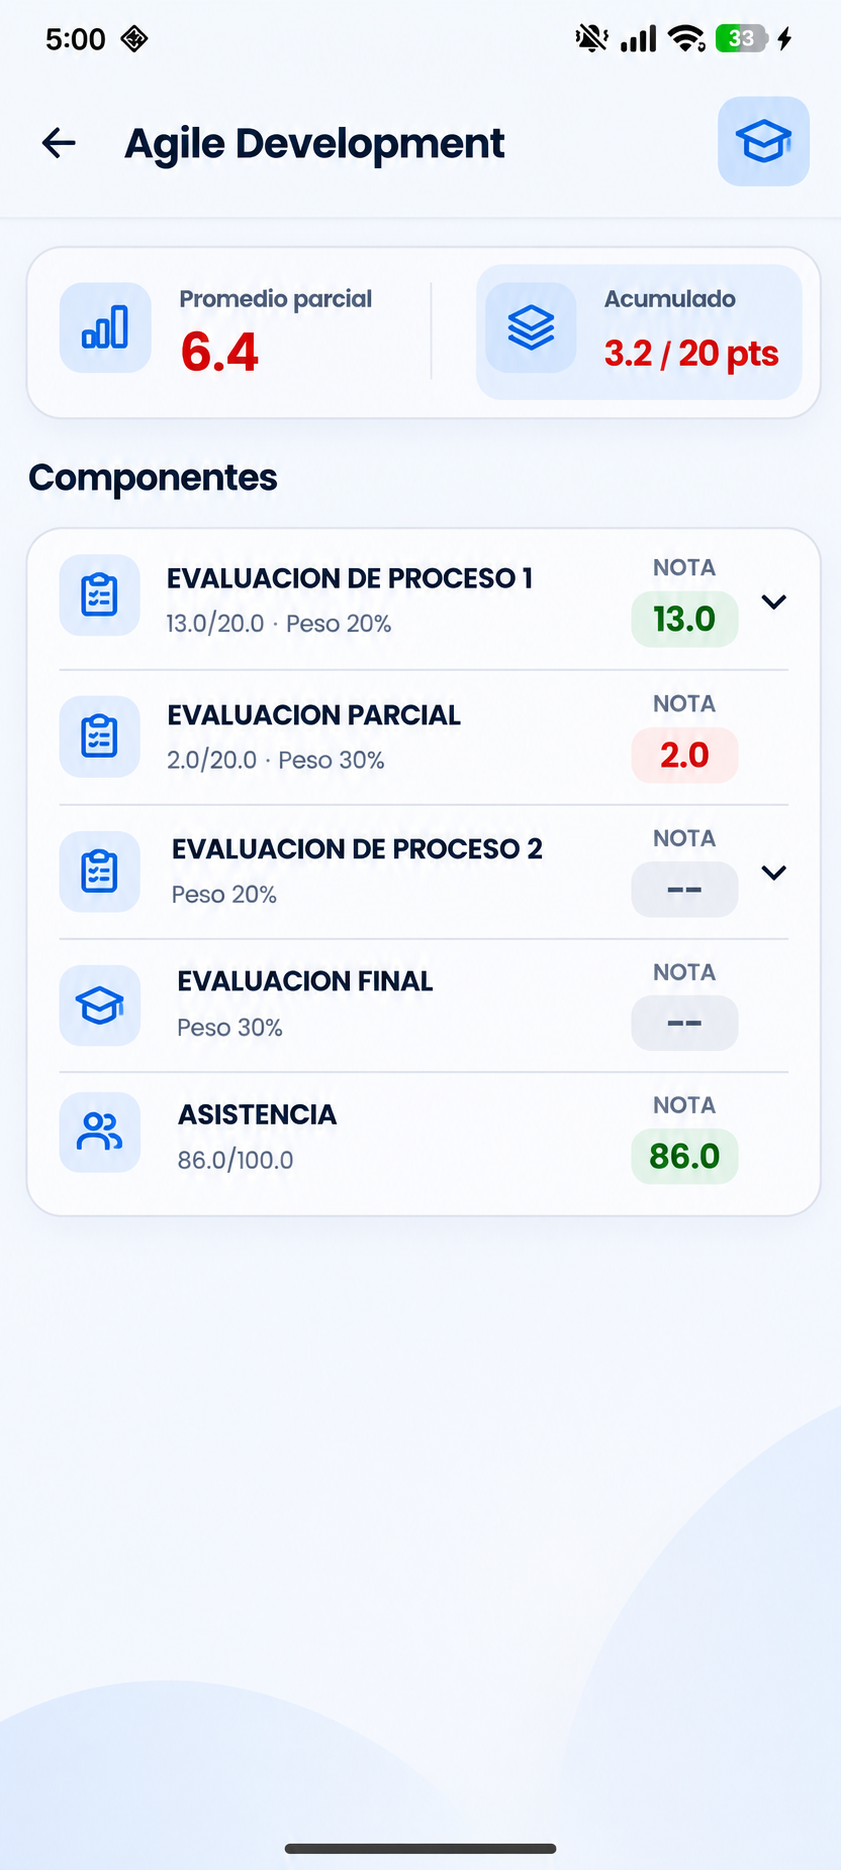 5:00
33
Agile Development
Promedio parcial
6.4
Acumulado
3.2 / 20 pts
Componentes
EVALUACION DE PROCESO 1
13.0/20.0 · Peso 20%
NOTA
13.0
EVALUACION PARCIAL
2.0/20.0 · Peso 30%
NOTA
2.0
EVALUACION DE PROCESO 2
Peso 20%
NOTA
--
EVALUACION FINAL
Peso 30%
NOTA
--
ASISTENCIA
86.0/100.0
NOTA
86.0